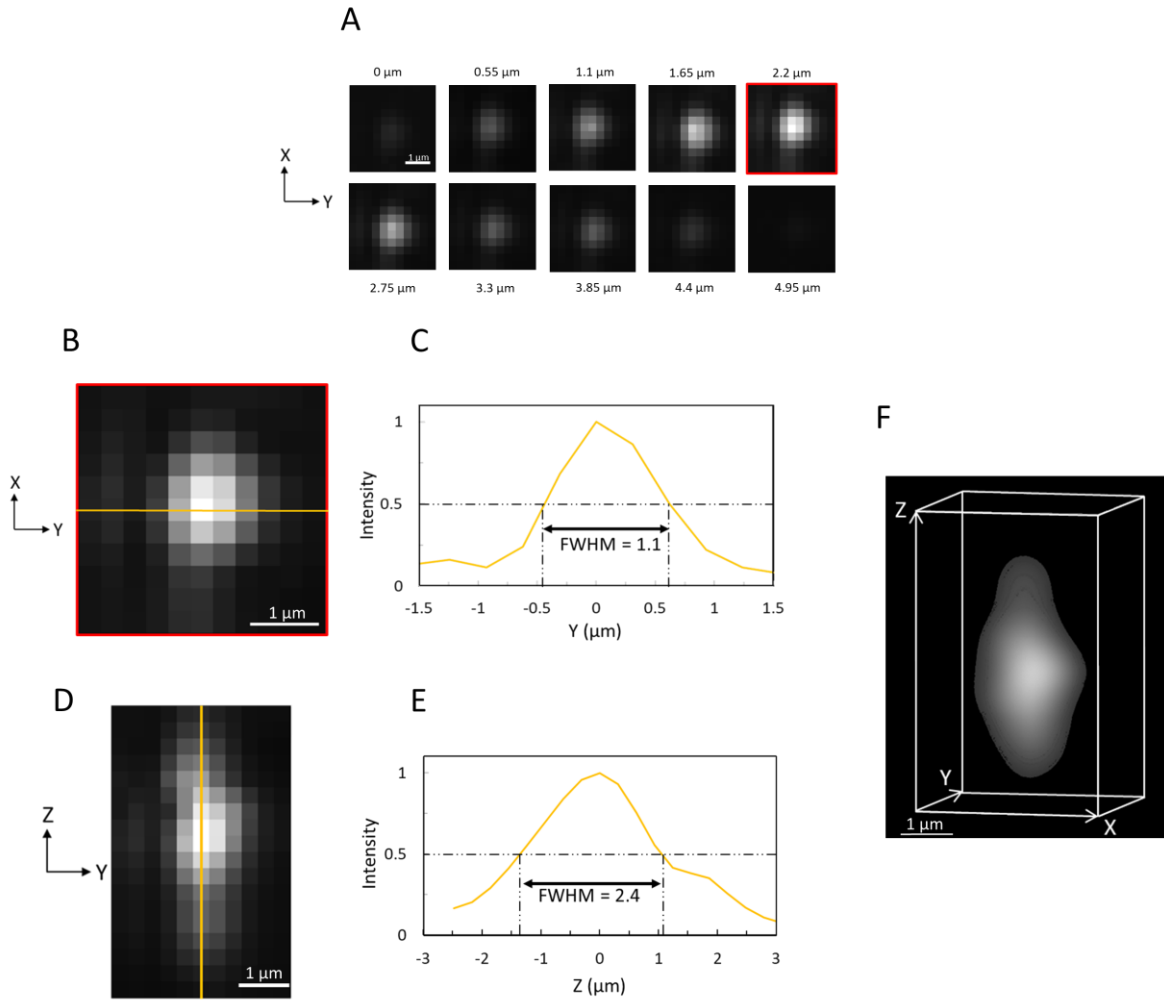 A
0 μm 0.55 μm 1.1 μm 1.65 μm 2.2 μm
1 μm
X
Y
2.75 μm 3.3 μm 3.85 μm 4.4 μm 4.95 μm
B
X
Y
1 μm
C
1
0.5
0
Intensity
FWHM = 1.1
-1.5 -1 -0.5 0 0.5 1 1.5
Y (μm)
D
Z
Y
1 μm
E
1
0.5
0
Intensity
FWHM = 2.4
-3 -2 -1 0 1 2 3
Z (μm)
F
Z
Y
X
1 μm